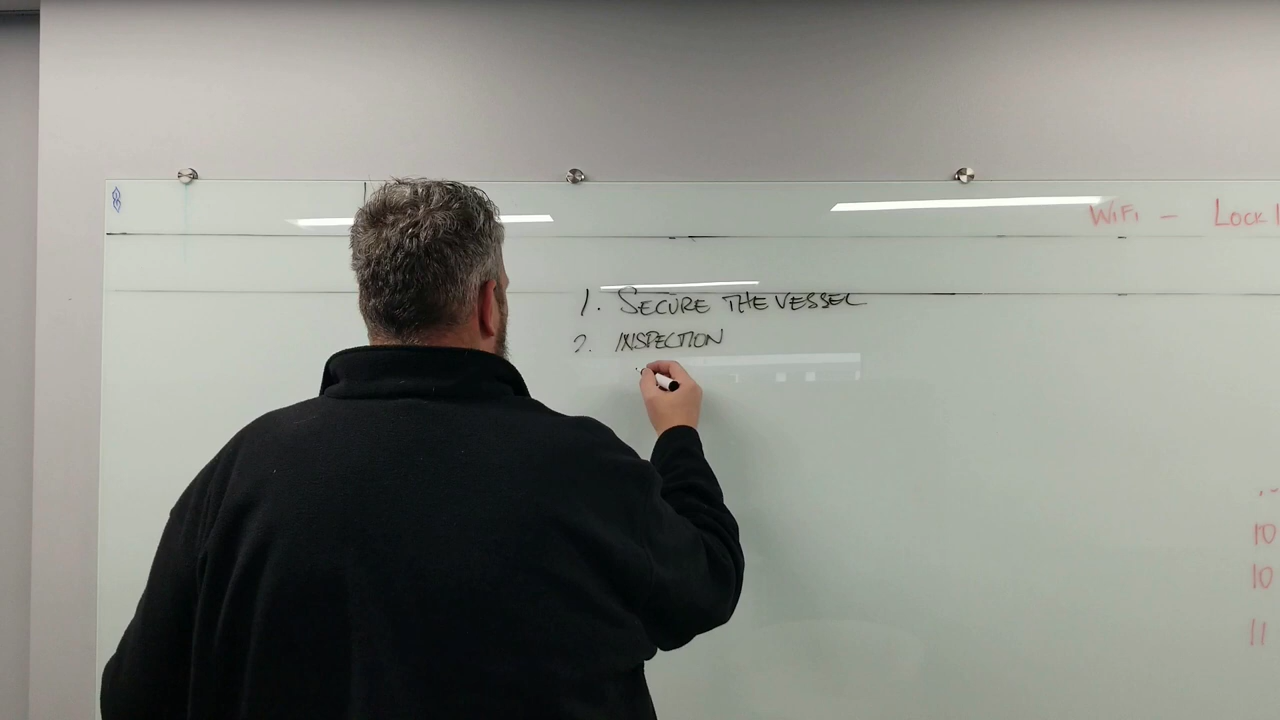 WiFi - Lock
1. SECURE THE VESSEL
2. INSPECTION
10
10
11